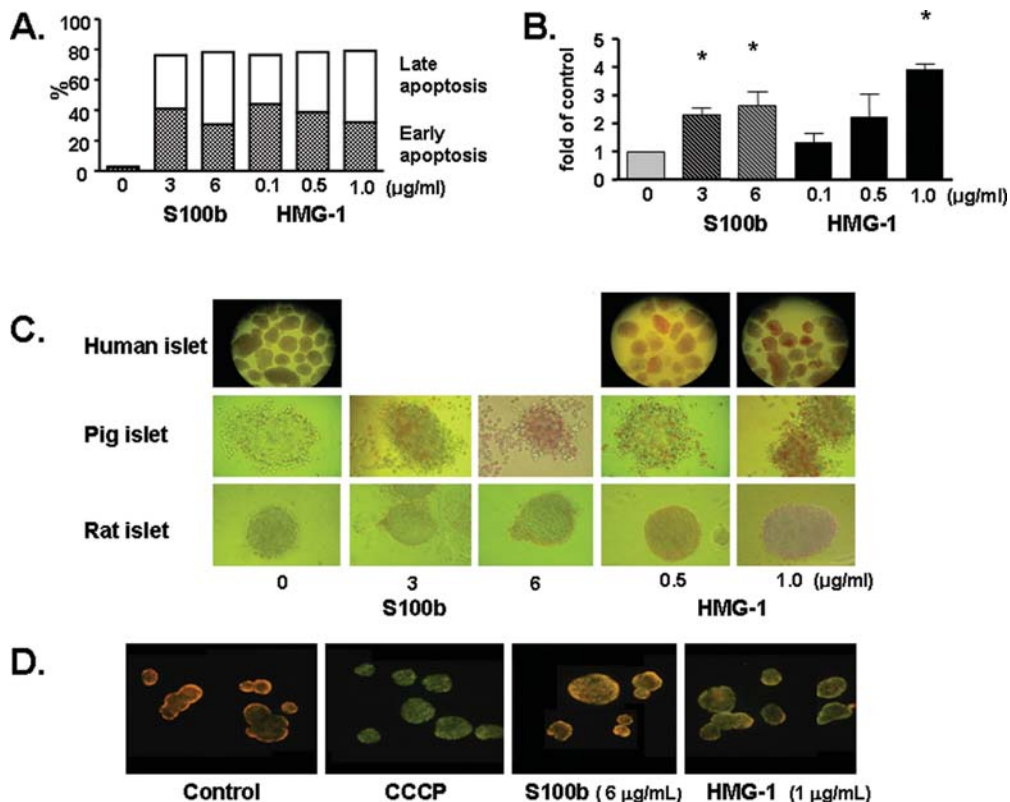 A.
100
80
60
40
20
0
%
Late
apoptosis
Early
apoptosis
0 3 6 0.1 0.5 1.0 (µg/ml)
S100b HMG-1
B.
5
4
3
2
1
0
fold of control
* * *
0 3 6 0.1 0.5 1.0 (µg/ml)
S100b HMG-1
C.
Human islet
Pig islet
Rat islet
0 3 6 0.5 1.0 (µg/ml)
S100b HMG-1
D.
Control CCCP S100b (6 µg/mL) HMG-1 (1 µg/mL)